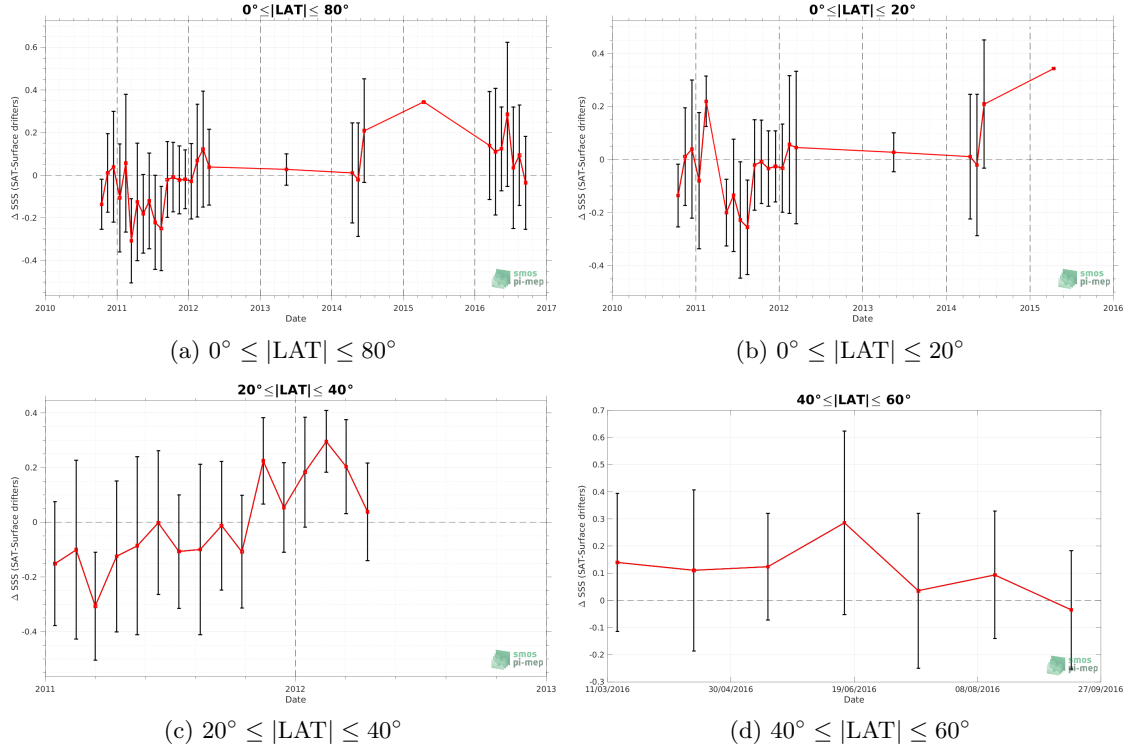 0°≤|LAT|≤ 80°
Δ SSS (SAT-Surface drifters)
0.6
0.4
0.2
0
-0.2
-0.4
2010
2011
2012
2013
2014
2015
2016
2017
Date
smos
pi-mep
(a) 0° ≤ |LAT| ≤ 80°
0°≤|LAT|≤ 20°
Δ SSS (SAT-Surface drifters)
0.4
0.2
0
-0.2
-0.4
2010
2011
2012
2013
2014
2015
2016
Date
smos
pi-mep
(b) 0° ≤ |LAT| ≤ 20°
20°≤|LAT|≤ 40°
Δ SSS (SAT-Surface drifters)
0.4
0.2
0
-0.2
-0.4
2011
2012
2013
Date
smos
pi-mep
(c) 20° ≤ |LAT| ≤ 40°
40°≤|LAT|≤ 60°
Δ SSS (SAT-Surface drifters)
0.7
0.6
0.5
0.4
0.3
0.2
0.1
0
-0.1
-0.2
-0.3
11/03/2016
30/04/2016
19/06/2016
08/08/2016
27/09/2016
Date
smos
pi-mep
(d) 40° ≤ |LAT| ≤ 60°